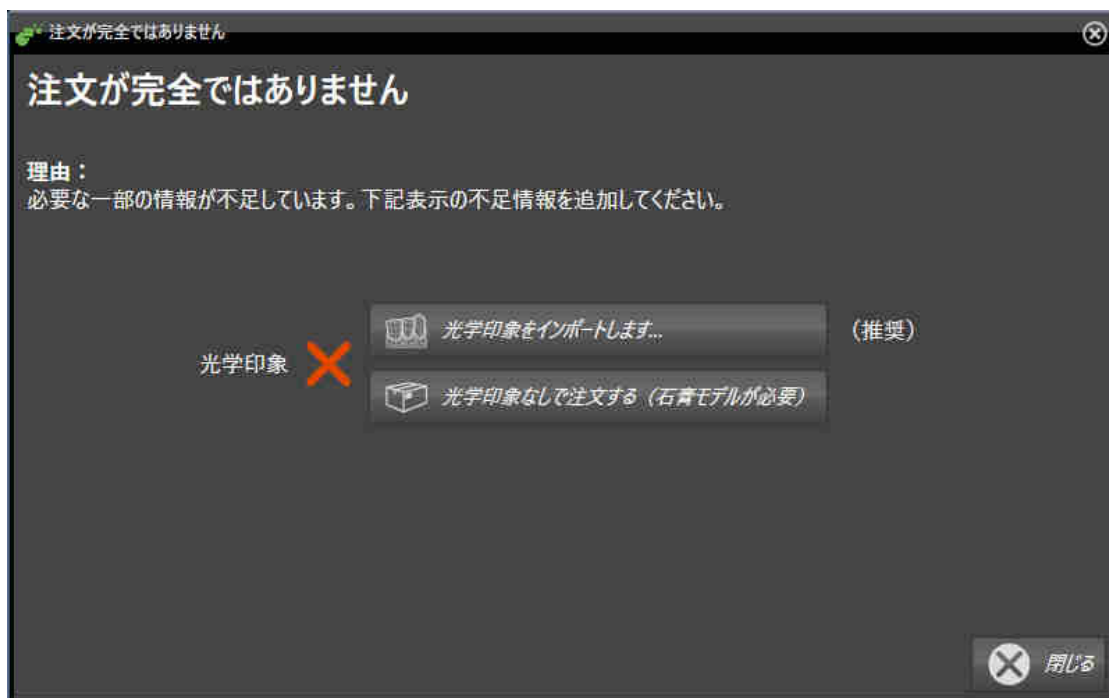 注文が完全ではありません
注文が完全ではありません
理由：
必要な一部の情報が不足しています。下記表示の不足情報を追加してください。
光学印象をインポートします...
（推奨）
光学印象
光学印象なしで注文する（石膏モデルが必要）
閉じる